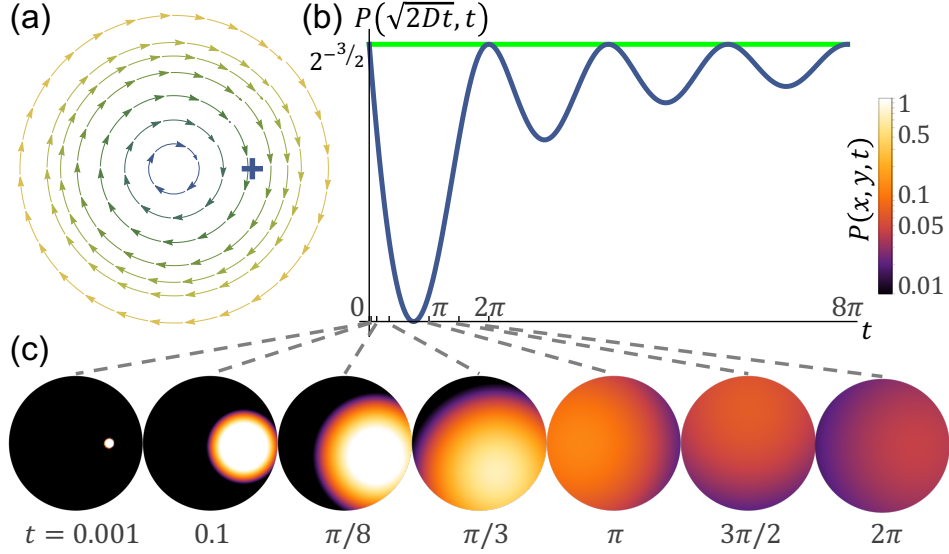 (a)
(b)
P(√2Dt, t)
2^{-3/2}
0
π
2π
8π
t
1
0.5
0.1
0.05
0.01
P(x, y, t)
(c)
t = 0.001
0.1
π/8
π/3
π
3π/2
2π